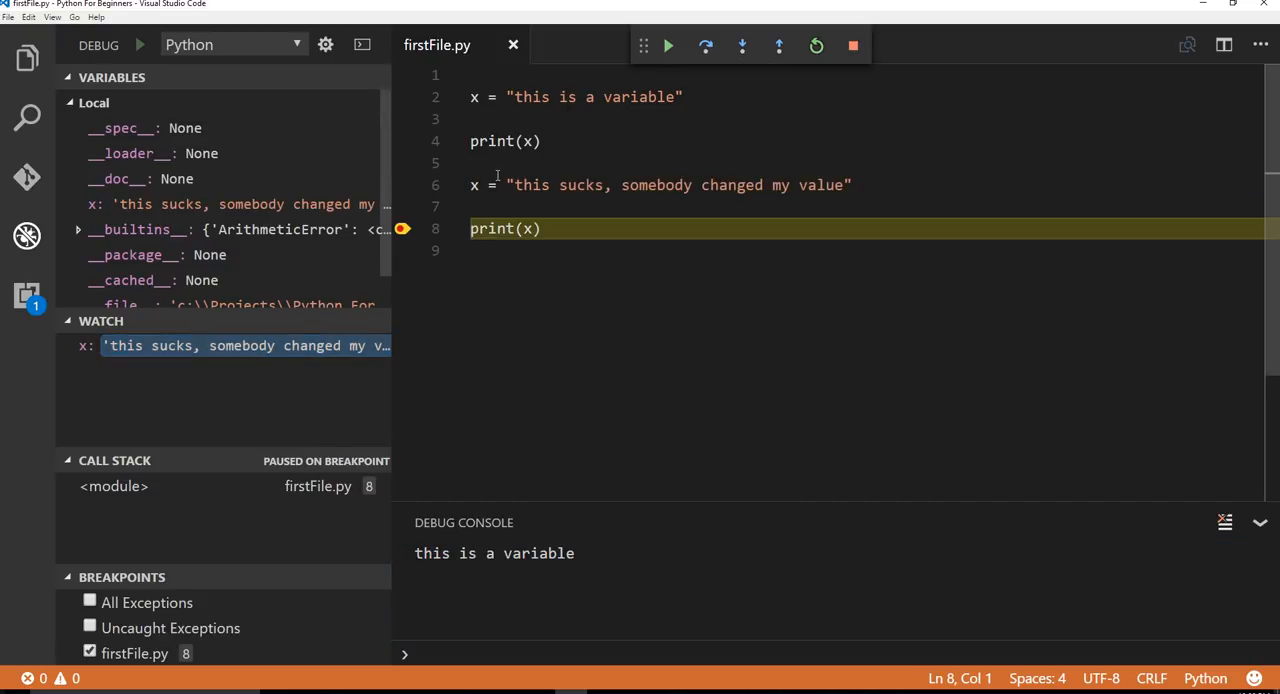 firstFile.py - Python For Beginners - Visual Studio Code
File Edit View Go Help
DEBUG Python
VARIABLES
Local
__spec__: None
__loader__: None
__doc__: None
x: 'this sucks, somebody changed my …
__builtins__: {'ArithmeticError': <c…
__package__: None
__cached__: None
__file__: 'c:\\Projects\\Python For
WATCH
x: 'this sucks, somebody changed my v…
CALL STACK PAUSED ON BREAKPOINT
<module> firstFile.py 8
BREAKPOINTS
All Exceptions
Uncaught Exceptions
firstFile.py 8
1
firstFile.py
1
2 x = "this is a variable"
3
4 print(x)
5
6 x = "this sucks, somebody changed my value"
7
8 print(x)
9
DEBUG CONSOLE
this is a variable
0 0 Ln 8, Col 1 Spaces: 4 UTF-8 CRLF Python